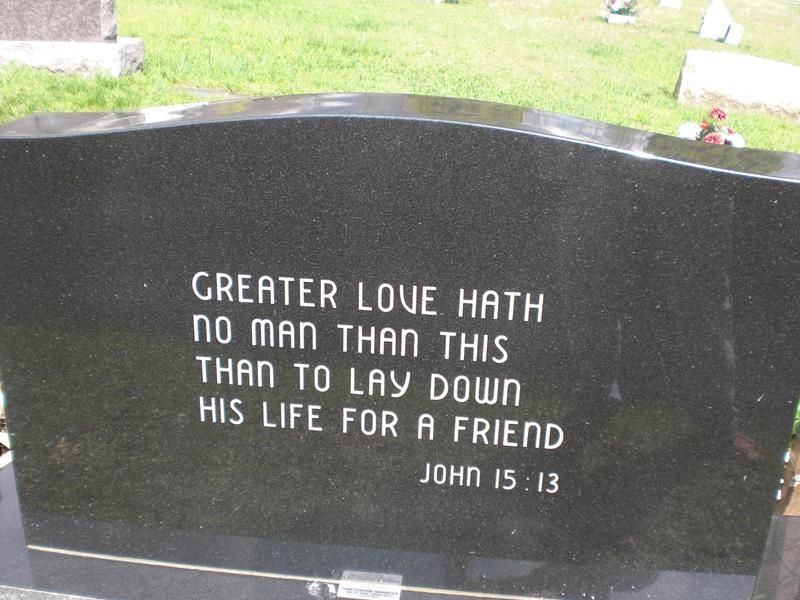 GREATER LOVE HATH
NO MAN THAN THIS
THAN TO LAY DOWN
HIS LIFE FOR A FRIEND
JOHN 15:13